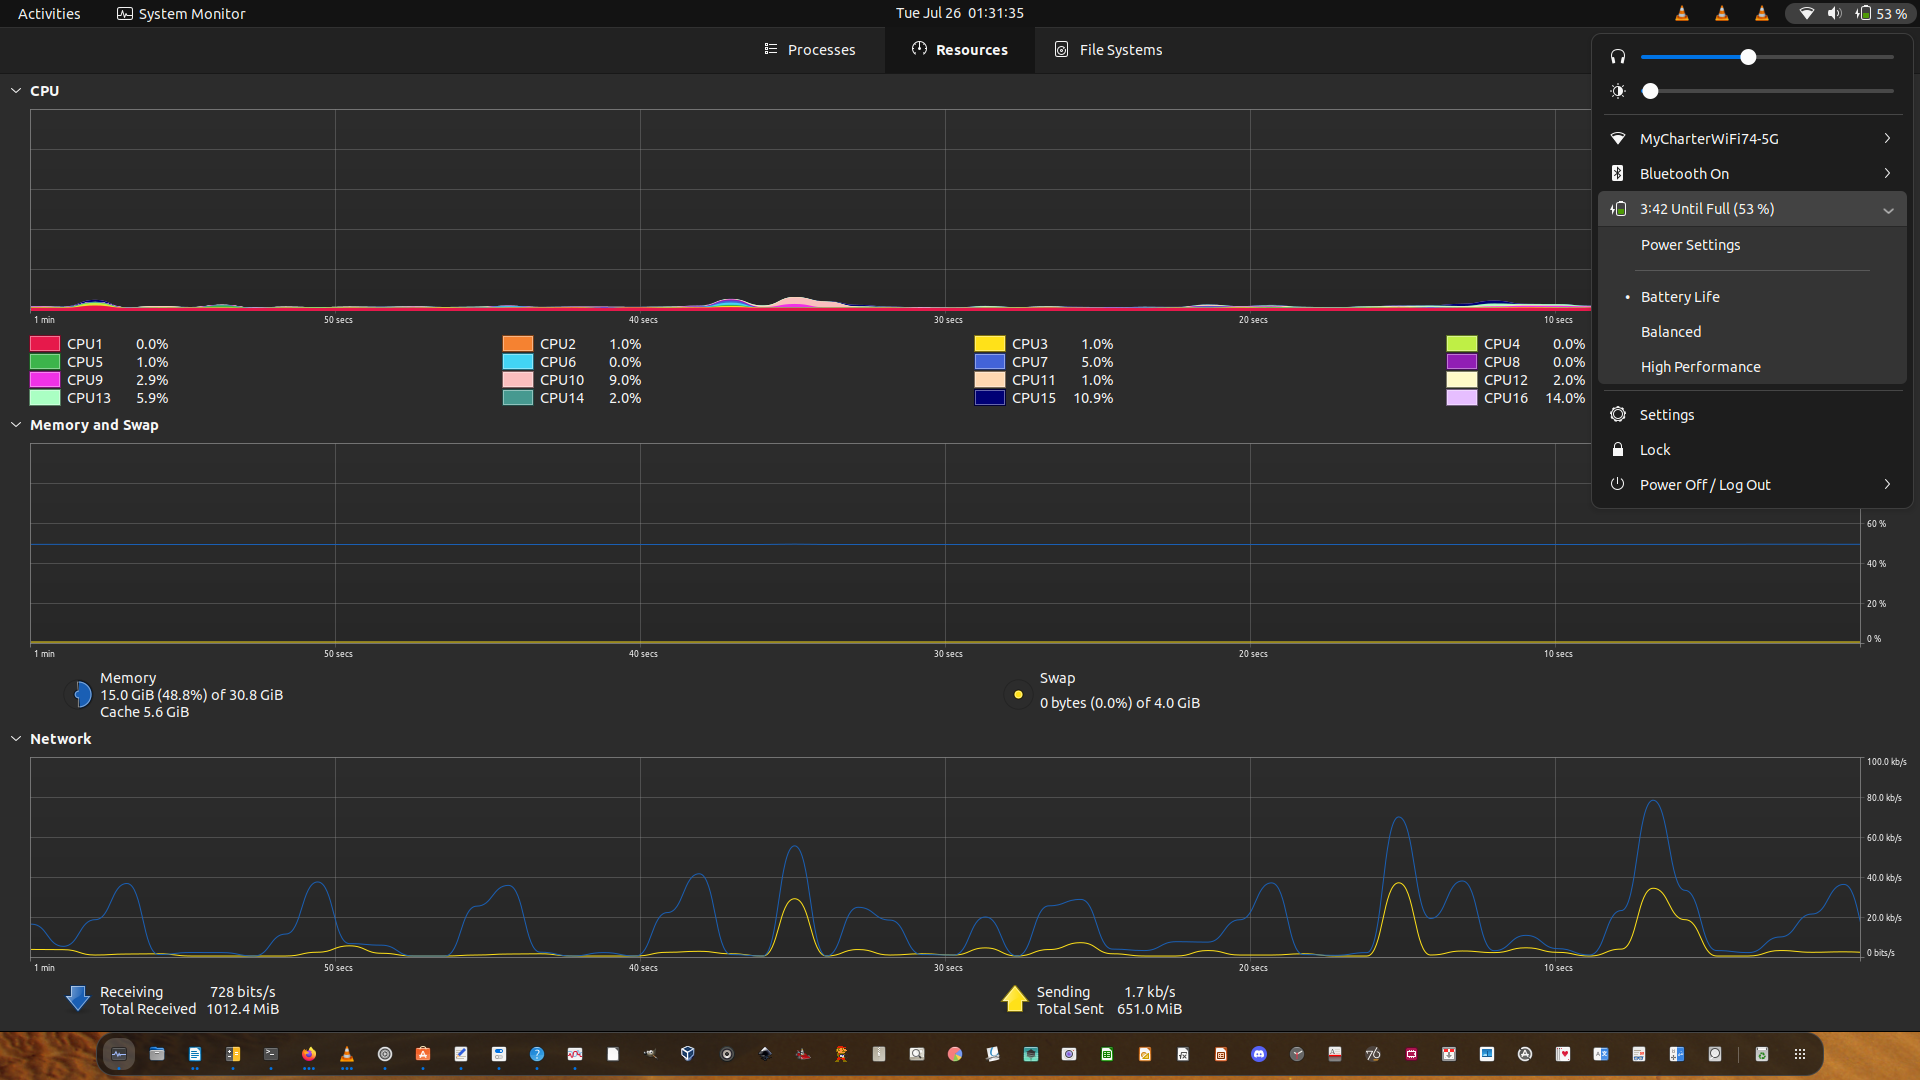 Activities System Monitor Tue Jul 26 01:31:35 53 %
Processes Resources File Systems
CPU
1 min 50 secs 40 secs 30 secs 20 secs 10 secs
CPU1 0.0% CPU2 1.0% CPU3 1.0% CPU4 0.0%
CPU5 1.0% CPU6 0.0% CPU7 5.0% CPU8 0.0%
CPU9 2.9% CPU10 9.0% CPU11 1.0% CPU12 2.0%
CPU13 5.9% CPU14 2.0% CPU15 10.9% CPU16 14.0%
MyCharterWiFi74-5G
Bluetooth On
3:42 Until Full (53 %)
Power Settings
• Battery Life
Balanced
High Performance
Settings
Lock
Power Off / Log Out
Memory and Swap
60 %
40 %
20 %
0 %
1 min 50 secs 40 secs 30 secs 20 secs 10 secs
Memory
15.0 GiB (48.8%) of 30.8 GiB
Cache 5.6 GiB
Swap
0 bytes (0.0%) of 4.0 GiB
Network
100.0 kb/s
80.0 kb/s
60.0 kb/s
40.0 kb/s
20.0 kb/s
0 bits/s
1 min 50 secs 40 secs 30 secs 20 secs 10 secs
Receiving 728 bits/s
Total Received 1012.4 MiB
Sending 1.7 kb/s
Total Sent 651.0 MiB